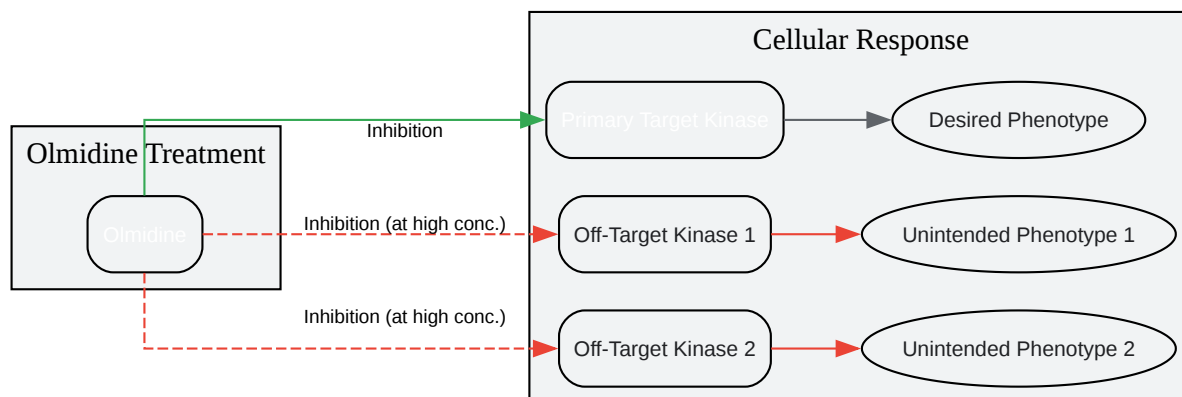 Cellular Response
Primary Target Kinase
Desired Phenotype
Inhibition
Olmidine Treatment
Olmidine
Inhibition (at high conc.)
Off-Target Kinase 1
Unintended Phenotype 1
Inhibition (at high conc.)
Off-Target Kinase 2
Unintended Phenotype 2